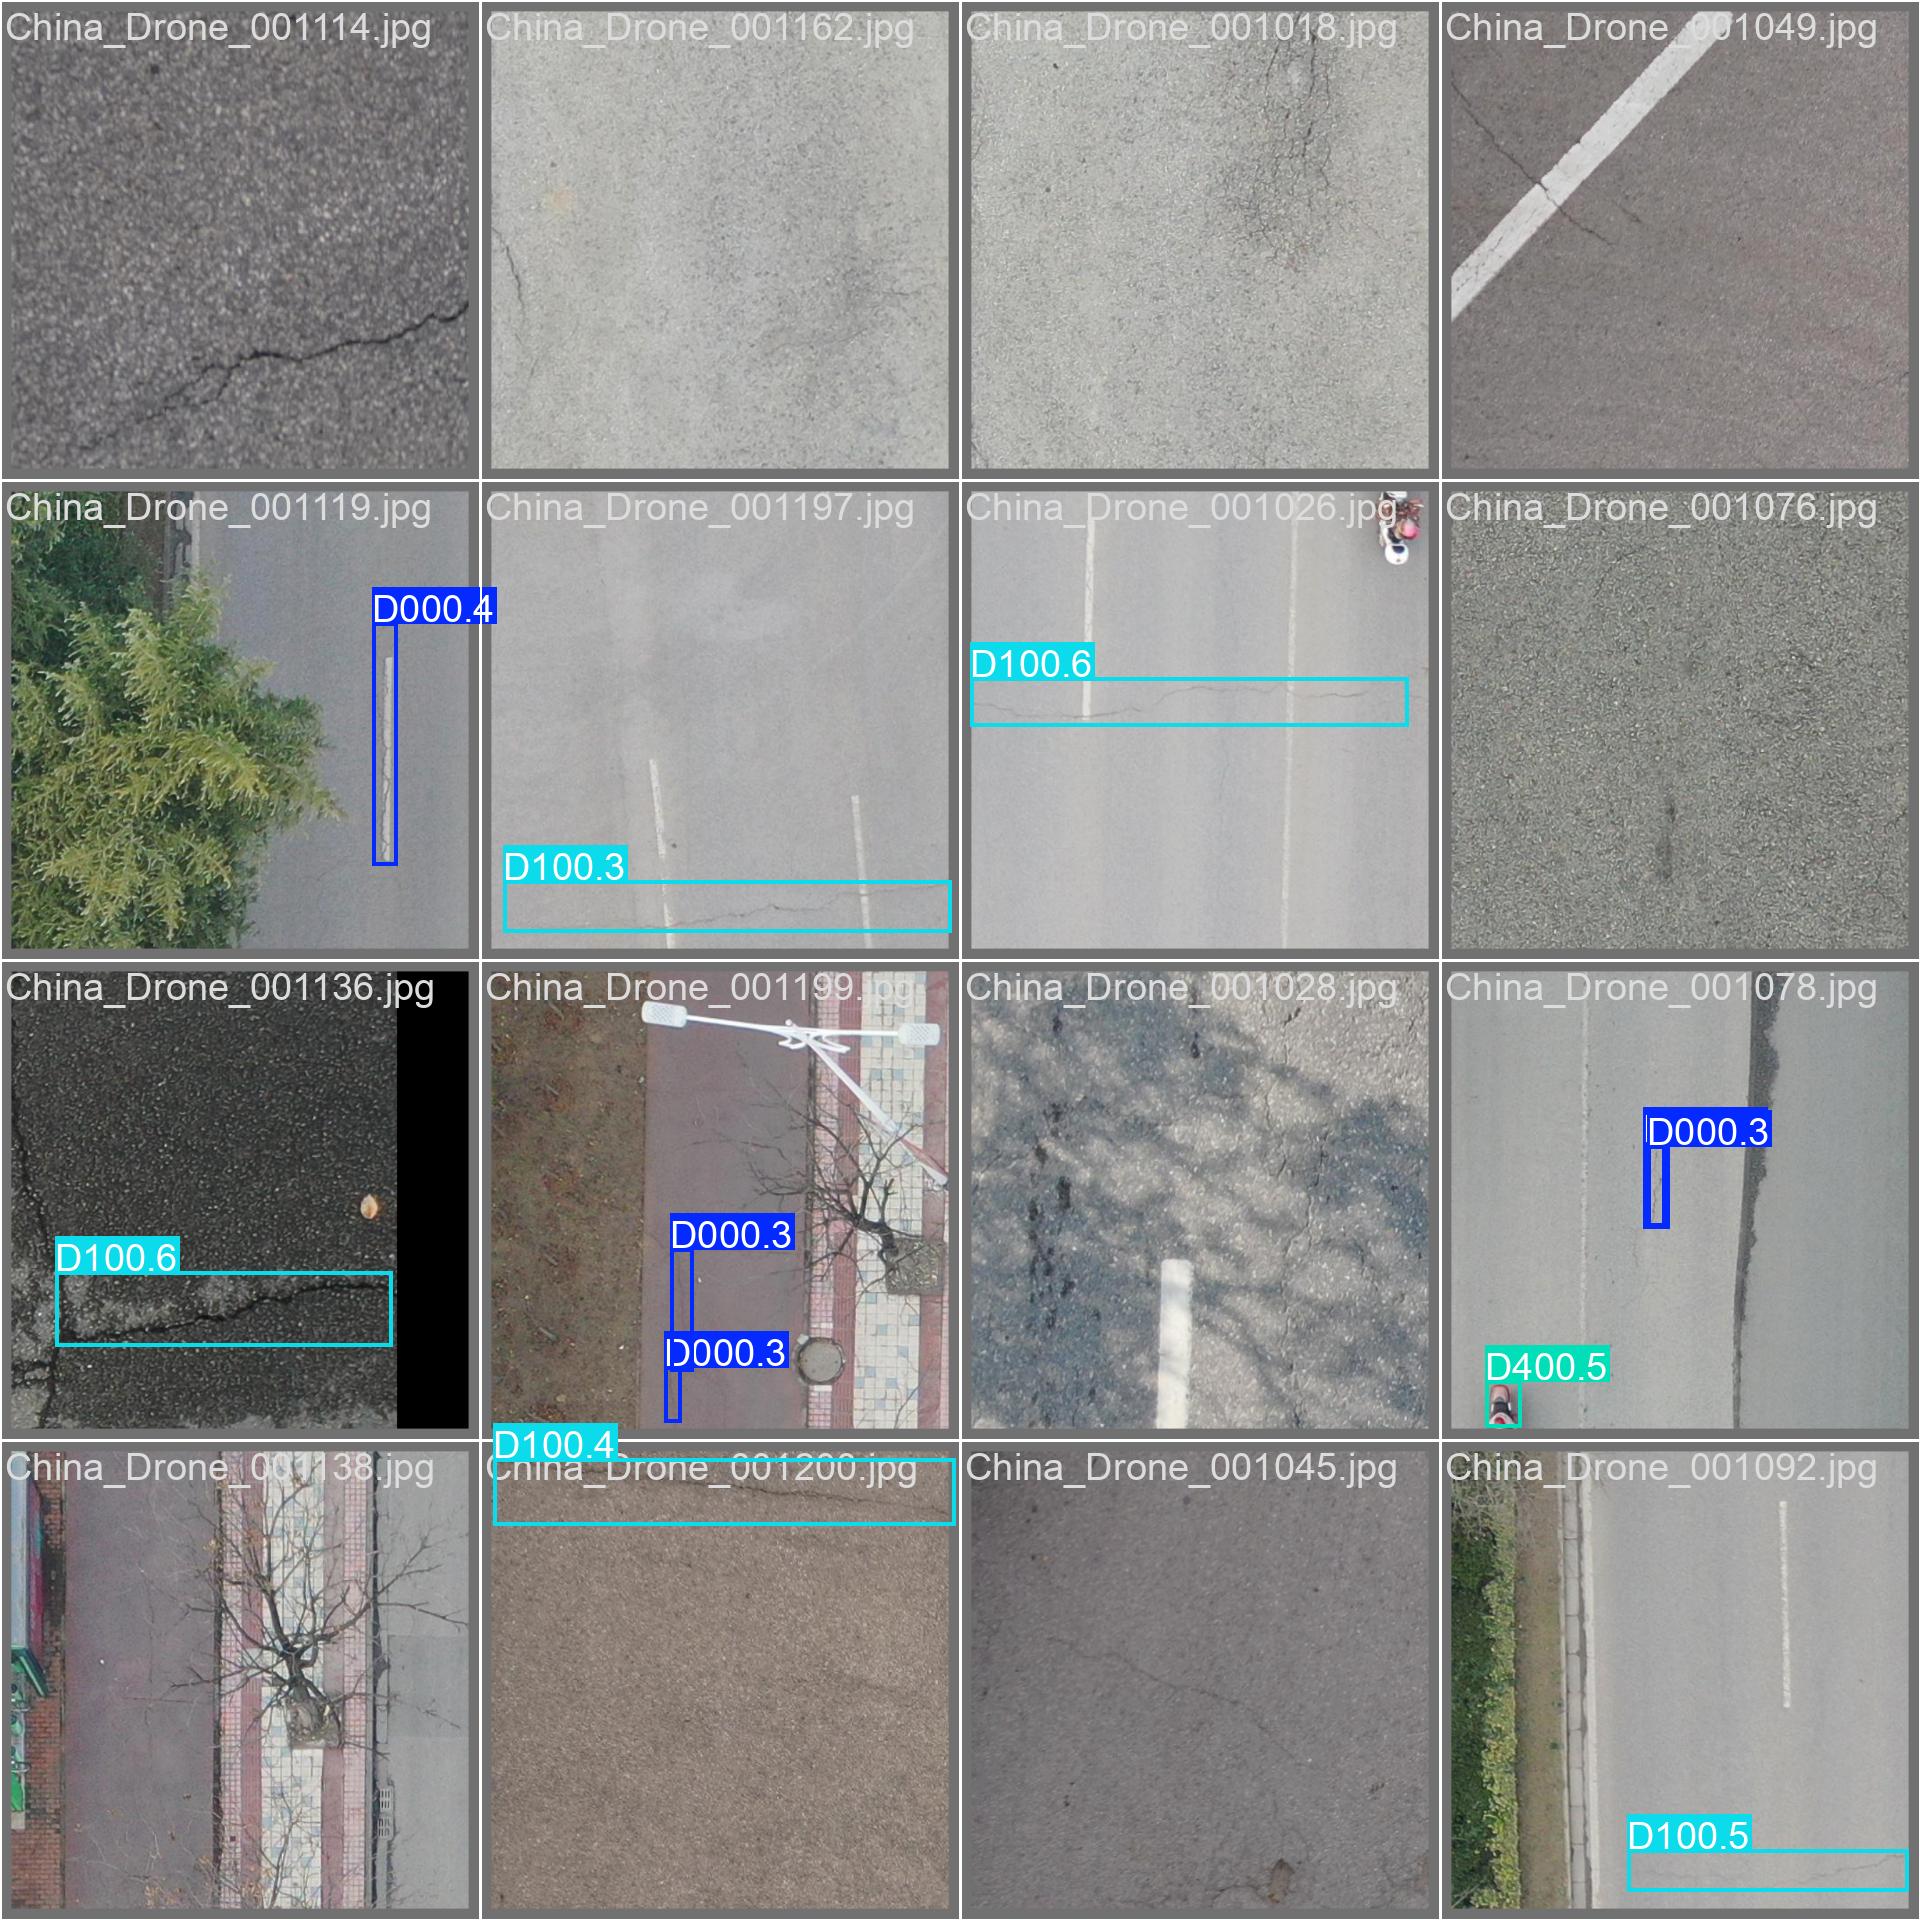 China_Drone_001114.jpg
China_Drone_001162.jpg
China_Drone_001018.jpg
China_Drone_001049.jpg
China_Drone_001119.jpg
China_Drone_001197.jpg
China_Drone_001026.jpg
China_Drone_001076.jpg
D000.4
D100.6
D100.3
China_Drone_001136.jpg
China_Drone_001199.jpg
China_Drone_001028.jpg
China_Drone_001078.jpg
D000.3
D000.3
D100.6
D000.3
D400.5
D100.4
China_Drone_001138.jpg
China_Drone_001200.jpg
China_Drone_001045.jpg
China_Drone_001092.jpg
D100.5